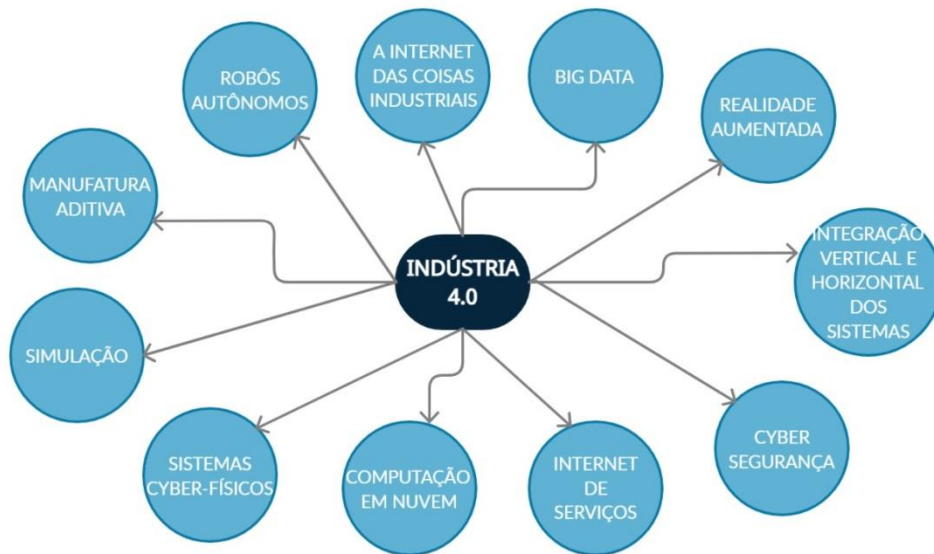 ROBÔS
AUTÔNOMOS
A INTERNET
DAS COISAS
INDUSTRIAIS
BIG DATA
REALIDADE
AUMENTADA
MANUFATURA
ADITIVA
INDÚSTRIA
4.0
INTEGRAÇÃO
VERTICAL E
HORIZONTAL
DOS
SISTEMAS
SIMULAÇÃO
SISTEMAS
CYBER-FÍSICOS
COMPUTAÇÃO
EM NUVEM
INTERNET
DE
SERVIÇOS
CYBER
SEGURANÇA